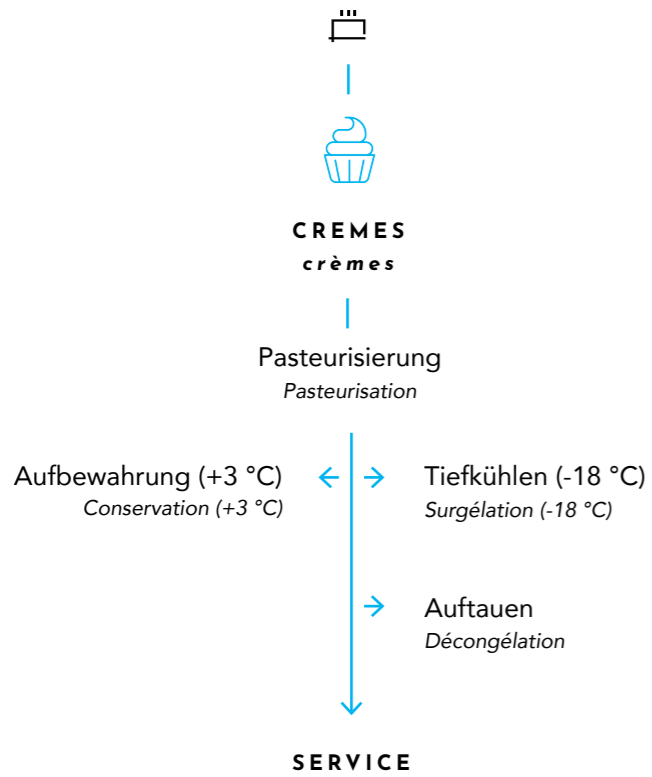 CREMES
crèmes
Pasteurisierung
Pasteurisation
Aufbewahrung (+3 °C)
Conservation (+3 °C)
Tiefkühlen (-18 °C)
Surgélation (-18 °C)
Auftauen
Décongélation
SERVICE